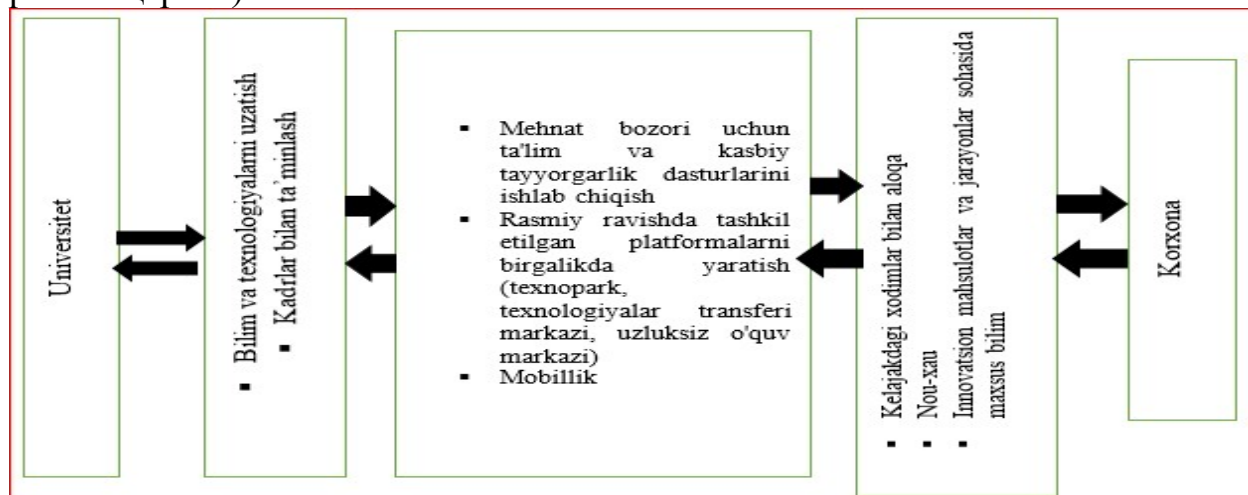 Universitet
▪ Bilim va texnologiyalarni uzatish
▪ Kadrlar bilan ta`minlash
▪ Mehnat bozori uchun
ta'lim va kasbiy
tayyorgarlik dasturlarini
ishlab chiqish
▪ Rasmiy ravishda tashkil
etilgan platformalarni
birgalikda yaratish
(texnopark,
texnologiyalar transferi
markazi, uzluksiz o'quv
markazi)
▪ Mobillik
▪ Kelajakdagi xodimlar bilan aloqa
▪ Nou-xau
▪ Innovatsion mahsulotlar va jarayonlar sohasida
maxsus bilim
Korxona